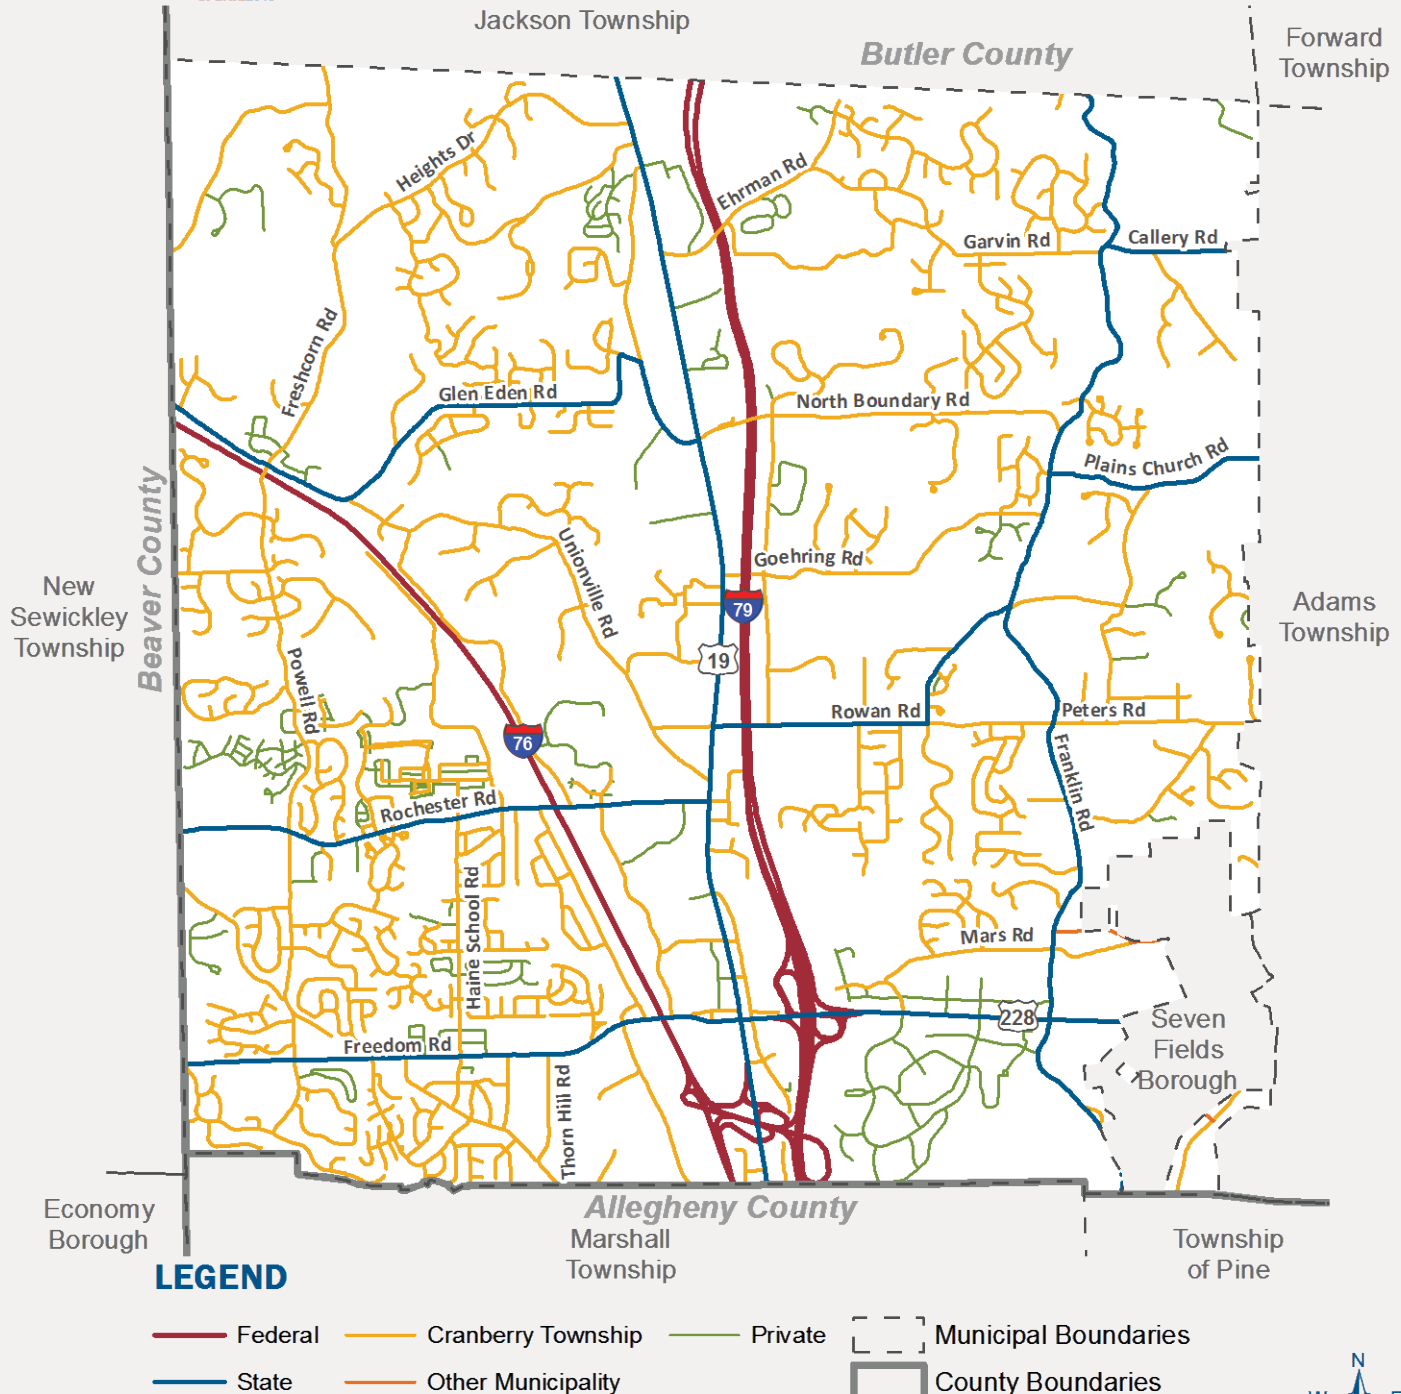 Jackson Township
Butler County
Forward
Township
Heights Dr
Ehrman Rd
Garvin Rd
Callery Rd
Freshcorn Rd
Glen Eden Rd
North Boundary Rd
Plains Church Rd
Beaver County
Unionville Rd
Goehring Rd
New
Sewickley
Township
79
Adams
Township
19
Powell Rd
Rowan Rd
Peters Rd
76
Franklin Rd
Rochester Rd
Haine School Rd
Mars Rd
228
Seven
Fields
Borough
Freedom Rd
Thorn Hill Rd
Economy
Borough
Allegheny County
Marshall
Township
Township
of Pine
LEGEND
Federal
Cranberry Township
Private
Municipal Boundaries
State
Other Municipality
County Boundaries
N